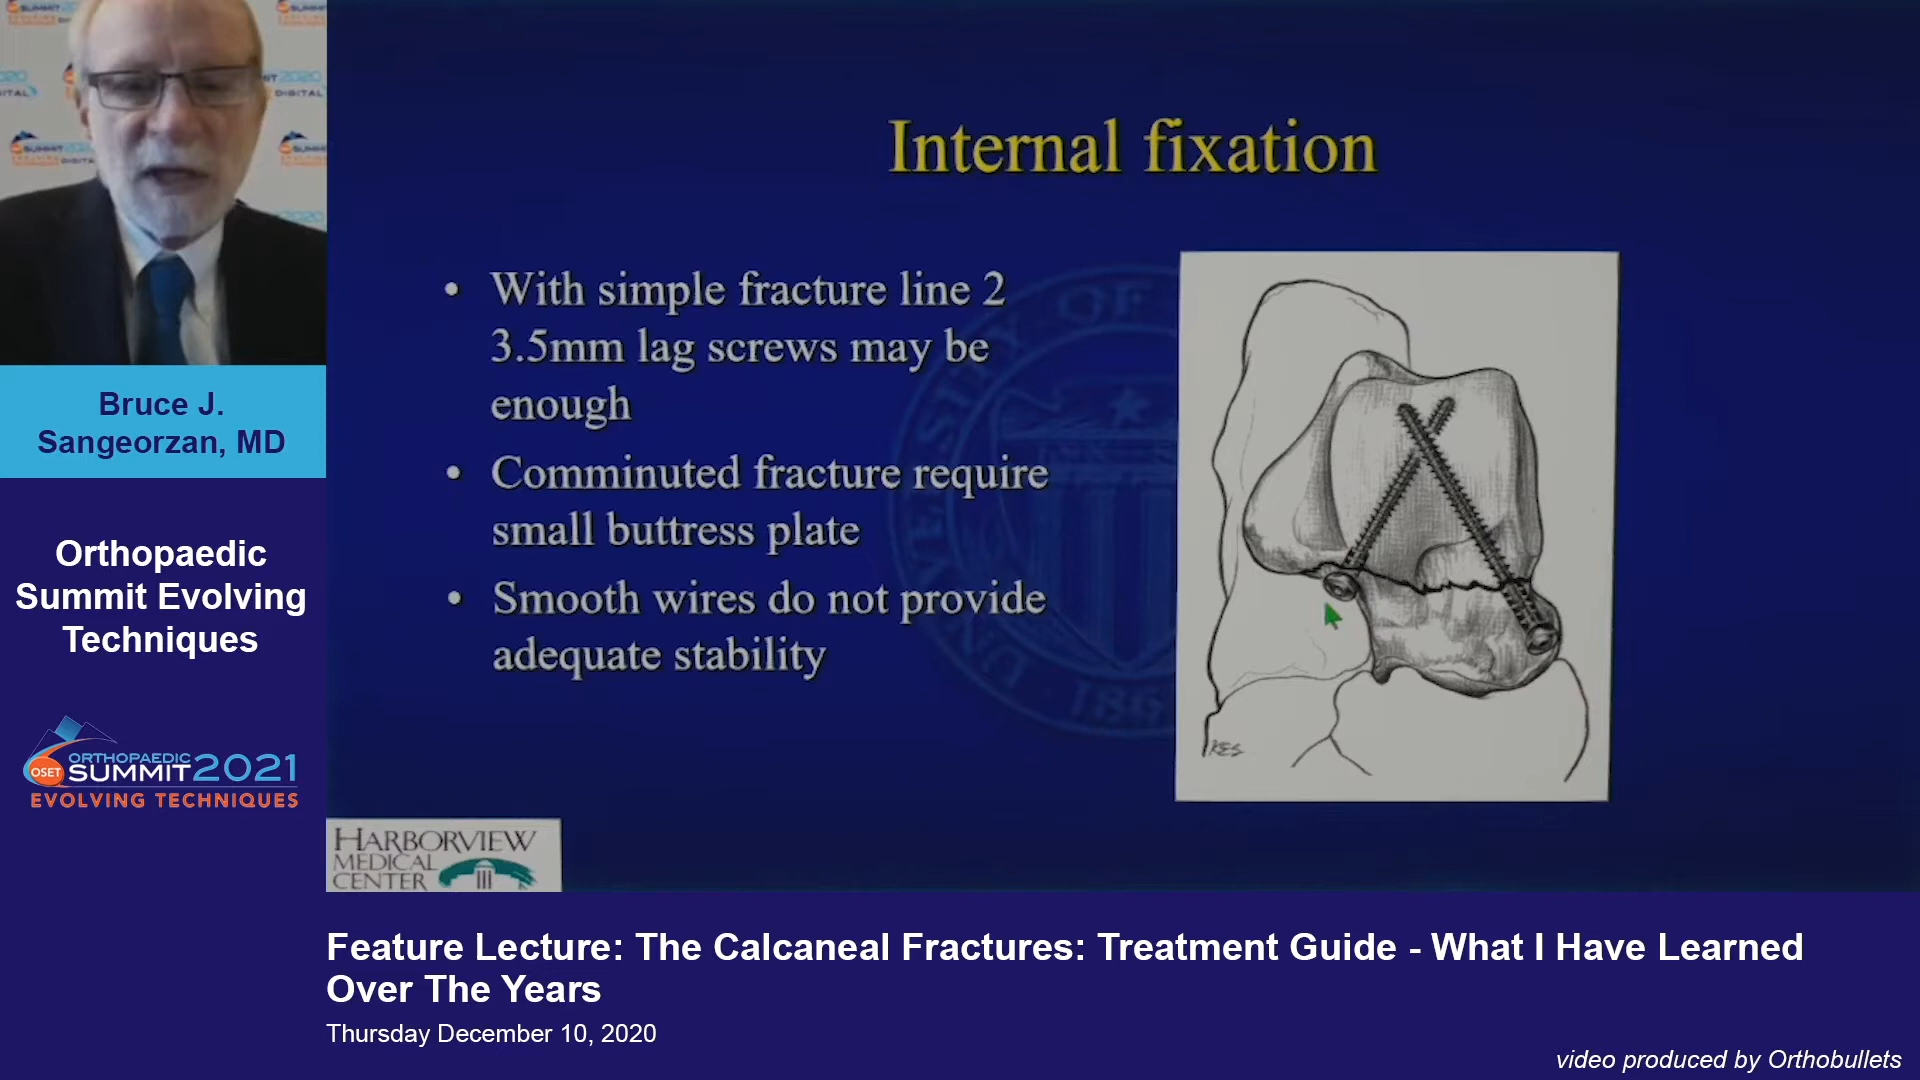 Bruce J.
Sangeorzan, MD
Orthopaedic
Summit Evolving
Techniques
OSET
ORTHOPAEDIC
SUMMIT 2021
EVOLVING TECHNIQUES
Internal fixation
• With simple fracture line 2
3.5mm lag screws may be
enough
• Comminuted fracture require
small buttress plate
• Smooth wires do not provide
adequate stability
KES
HARBORVIEW
MEDICAL
CENTER
Feature Lecture: The Calcaneal Fractures: Treatment Guide - What I Have Learned
Over The Years
Thursday December 10, 2020
video produced by Orthobullets